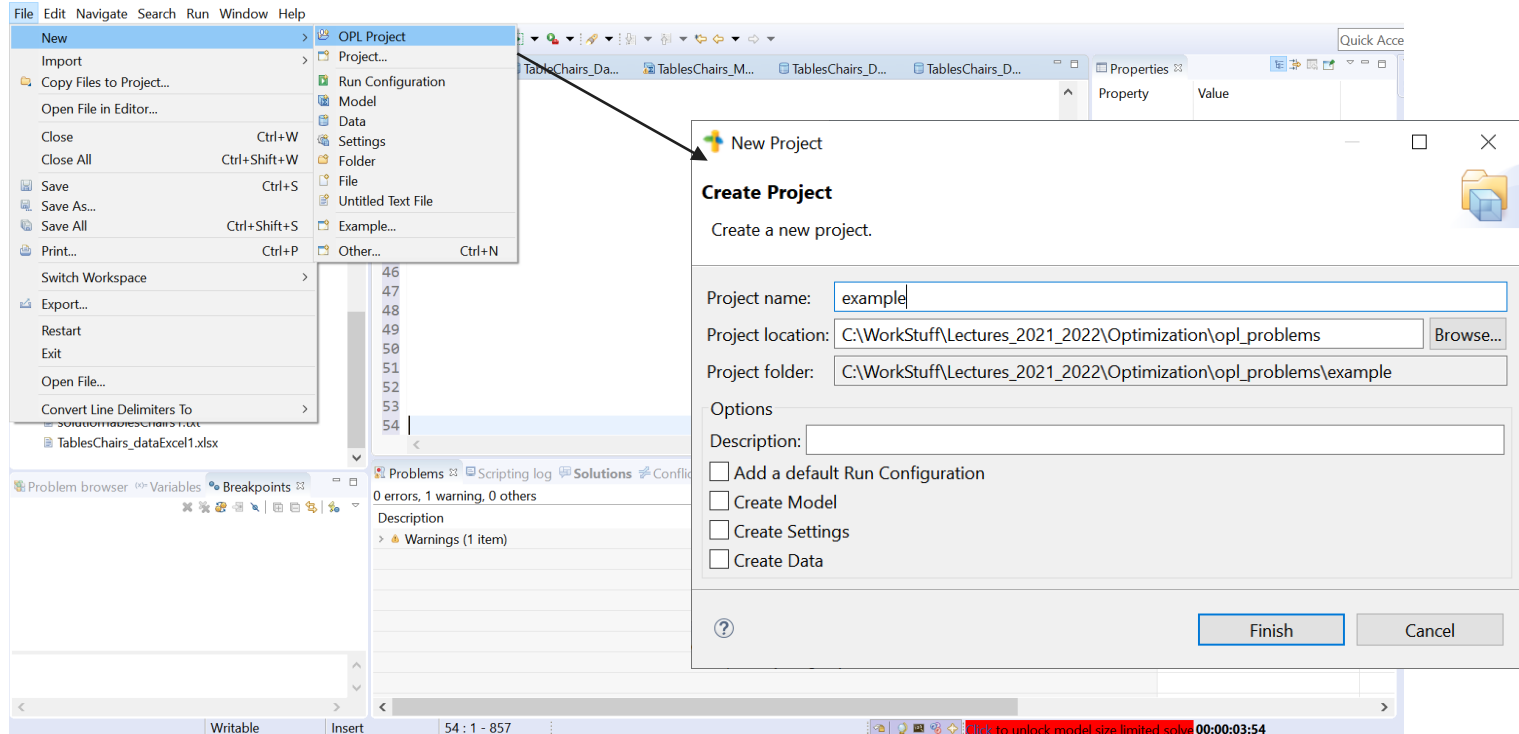 File Edit Navigate Search Run Window Help
New
Import
Copy Files to Project...
Open File in Editor...
Close Ctrl+W
Close All Ctrl+Shift+W
Save Ctrl+S
Save As...
Save All Ctrl+Shift+S
Print... Ctrl+P
Switch Workspace
Export...
Restart
Exit
Open File...
Convert Line Delimiters To
OPL Project
Project...
Run Configuration
Model
Data
Settings
Folder
File
Untitled Text File
Example...
Other... Ctrl+N
Quick Acce
TableChairs_Da... TablesChairs_M... TablesChairs_D... TablesChairs_D...
Properties
Property Value
New Project
Create Project
Create a new project.
Project name: example
Project location: C:\WorkStuff\Lectures_2021_2022\Optimization\opl_problems Browse...
Project folder: C:\WorkStuff\Lectures_2021_2022\Optimization\opl_problems\example
Options
Description:
Add a default Run Configuration
Create Model
Create Settings
Create Data
Finish Cancel
46
47
48
49
50
51
52
53
54
solutionTablesChairs1.txt
TablesChairs_dataExcel1.xlsx
Problem browser Variables Breakpoints
Problems Scripting log Solutions Conflic
0 errors, 1 warning, 0 others
Description
Warnings (1 item)
Writable Insert 54 : 1 - 857
Click to unlock model size limited solve 00:00:03:54